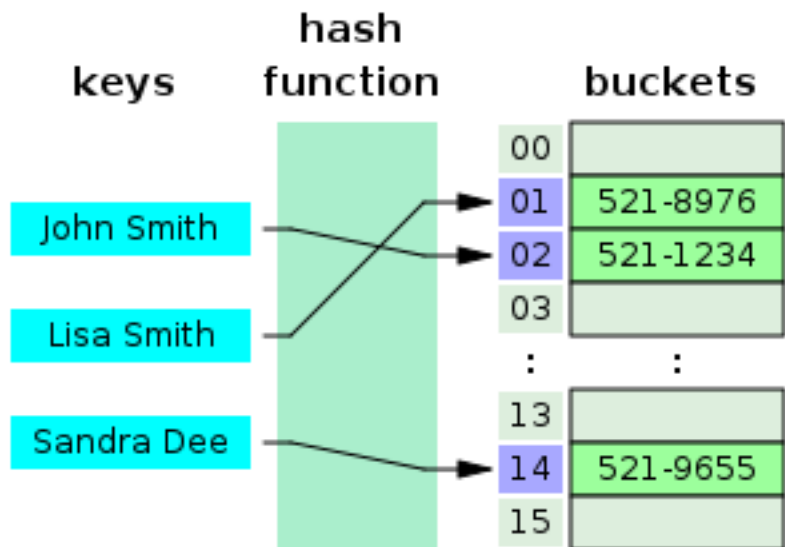 hash
keys function buckets
00
01 521-8976
John Smith
02 521-1234
Lisa Smith
03
: :
13
Sandra Dee
14 521-9655
15